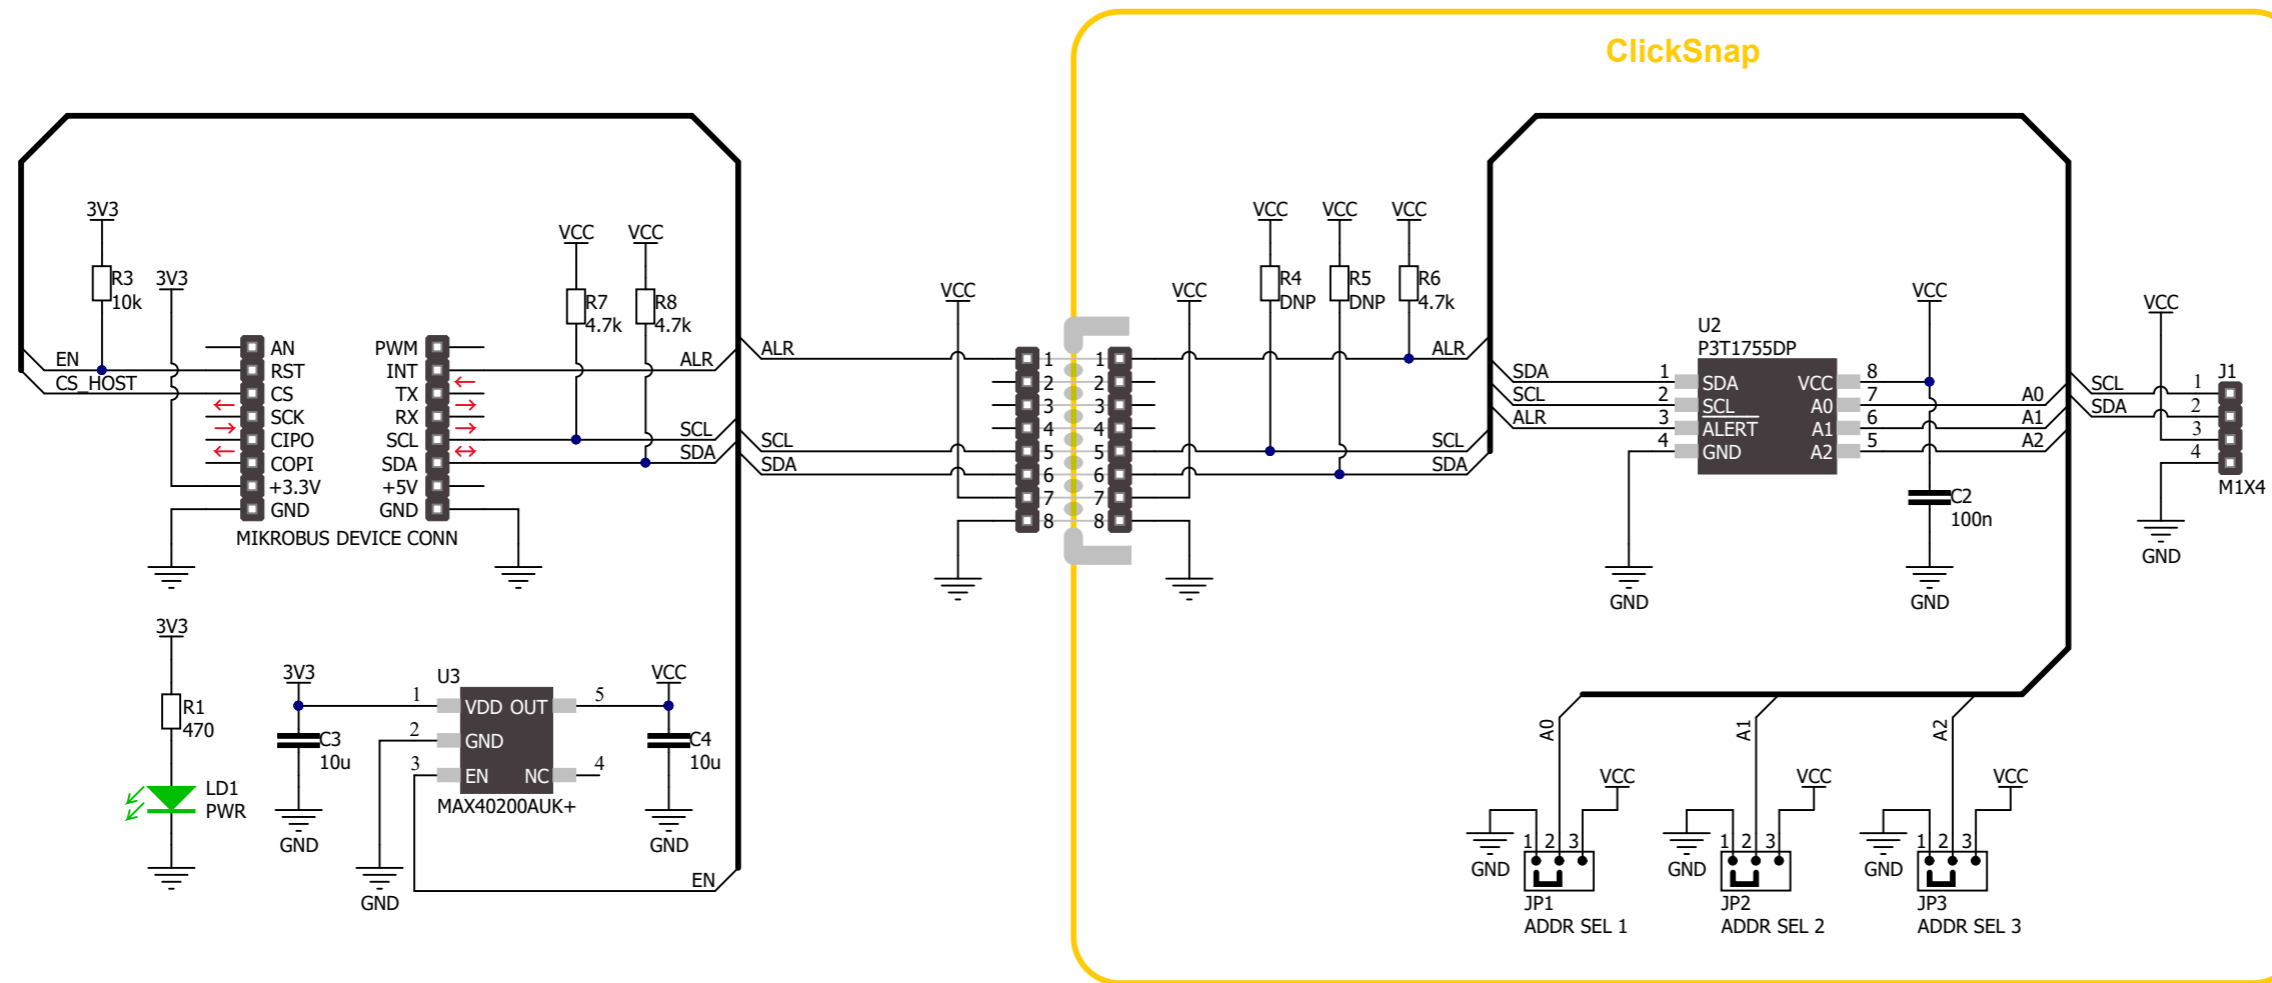 ClickSnap
3V3
R3
10k
3V3
EN
CS_HOST
AN
RST
CS
SCK
CIPO
COPI
+3.3V
GND
PWM
INT
TX
RX
SCL
SDA
+5V
GND
MIKROBUS DEVICE CONN
VCC
R7
4.7k
VCC
R8
4.7k
ALR
SCL
SDA
ALR
SCL
SDA
VCC
1
2
3
4
5
6
7
8
1
2
3
4
5
6
7
8
VCC
VCC
R4
DNP
VCC
R5
DNP
VCC
R6
4.7k
ALR
SCL
SDA
SDA
SCL
ALR
U2
P3T1755DP
1
2
3
4
SDA
SCL
ALERT
GND
VCC
A0
A1
A2
8
7
6
5
GND
VCC
C2
100n
GND
A0
A1
A2
SCL
SDA
VCC
J1
1
2
3
4
M1X4
GND
3V3
R1
470
LD1
PWR
3V3
C3
10u
GND
U3
1
2
3
VDD
GND
EN
OUT
NC
5
4
MAX40200AUK+
GND
VCC
C4
10u
GND
EN
A0
VCC
GND
1 2 3
JP1
ADDR SEL 1
A1
VCC
GND
1 2 3
JP2
ADDR SEL 2
A2
VCC
GND
1 2 3
JP3
ADDR SEL 3